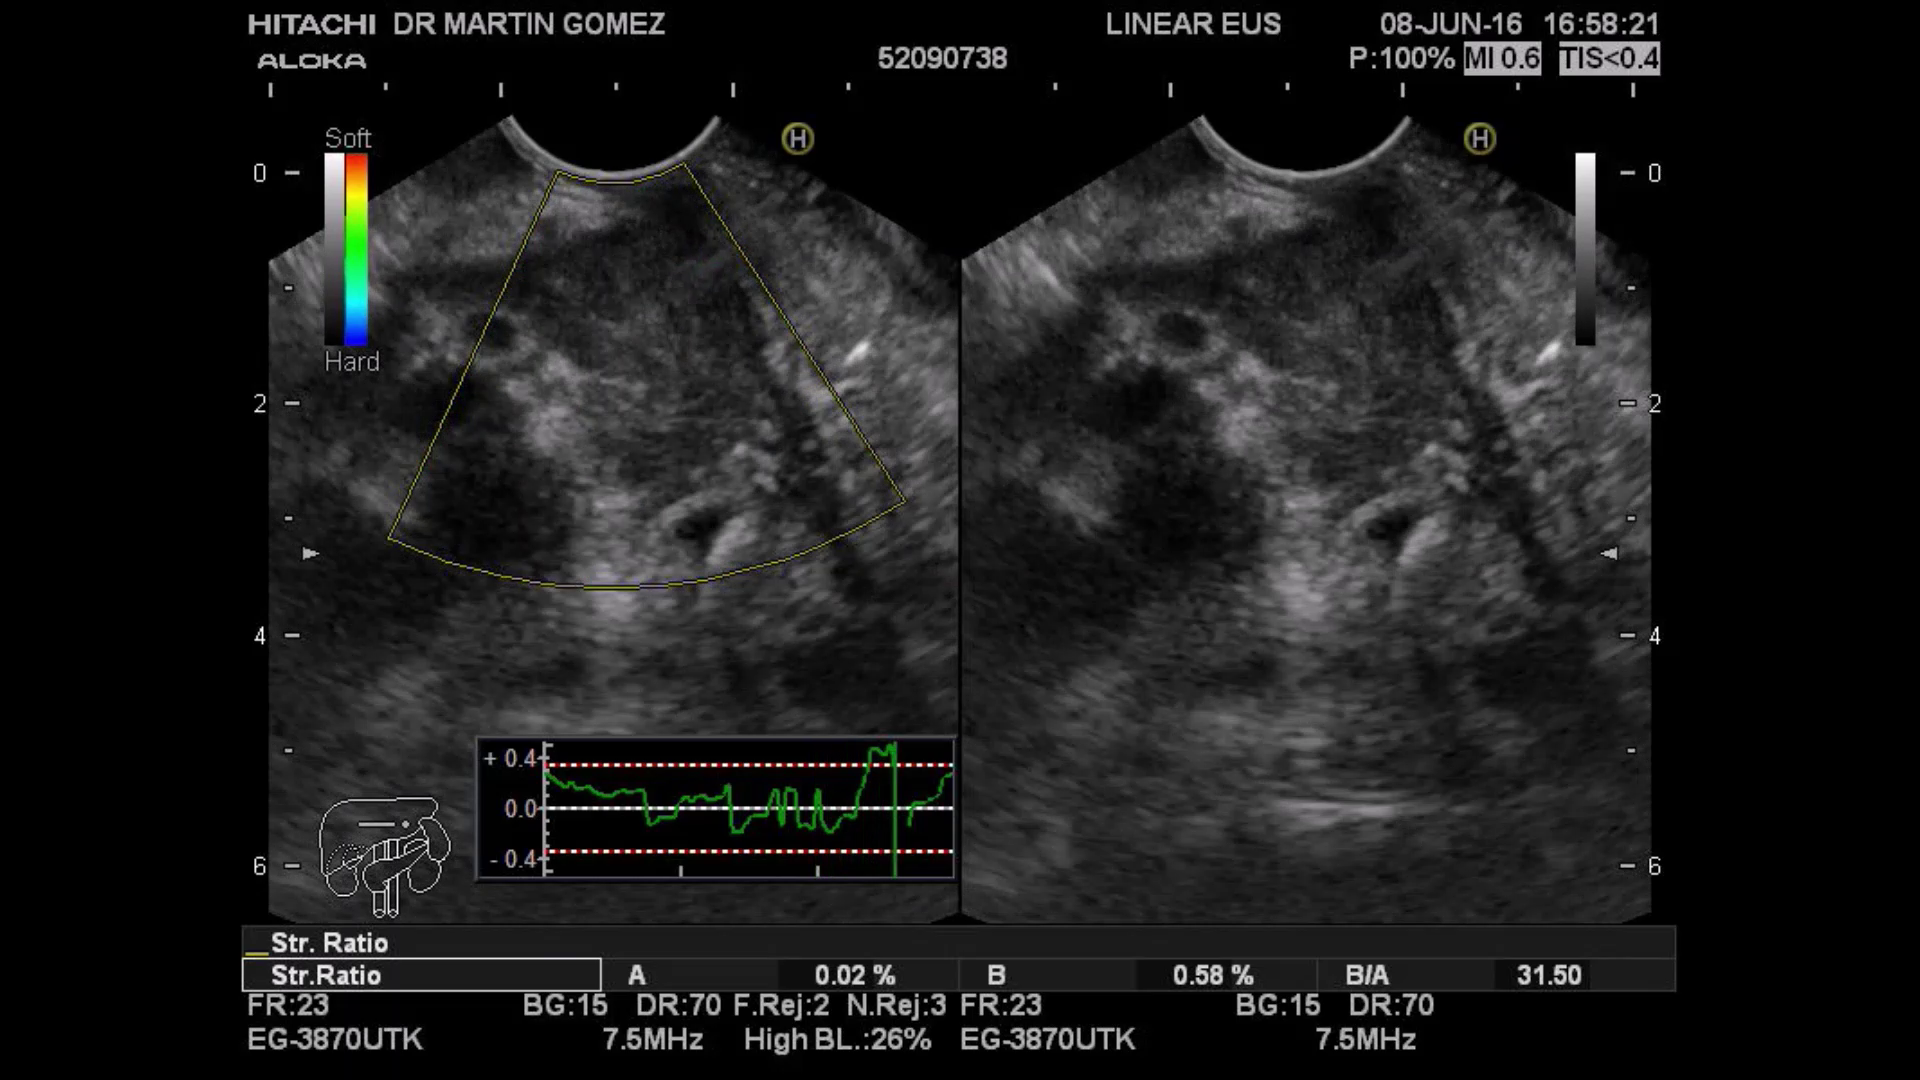 HITACHI DR MARTIN GOMEZ LINEAR EUS 08-JUN-16 16:58:21
ALOKA 52090738 P:100% MI 0.6 TIS<0.4
H H
Soft
0 0
Hard
2 2
4 4
+ 0.4
0.0
- 0.4
6 6
Str. Ratio
Str.Ratio A 0.02 % B 0.58 % B/A 31.50
FR:23 BG:15 DR:70 F.Rej:2 N.Rej:3 FR:23 BG:15 DR:70
EG-3870UTK 7.5MHz High BL.:26% EG-3870UTK 7.5MHz